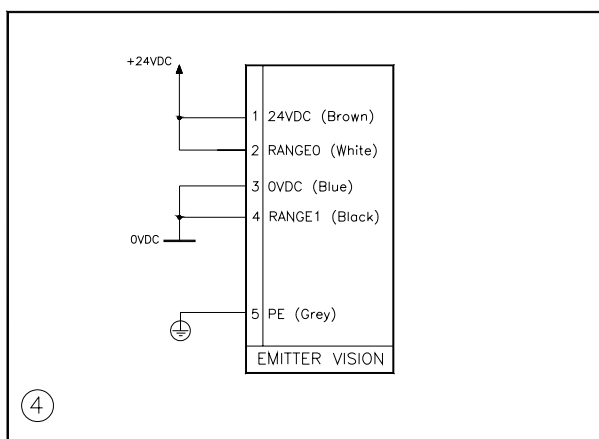 +24VDC
1 24VDC (Brown)
2 RANGE0 (White)
3 0VDC (Blue)
4 RANGE1 (Black)
0VDC
5 PE (Grey)
EMITTER VISION
4